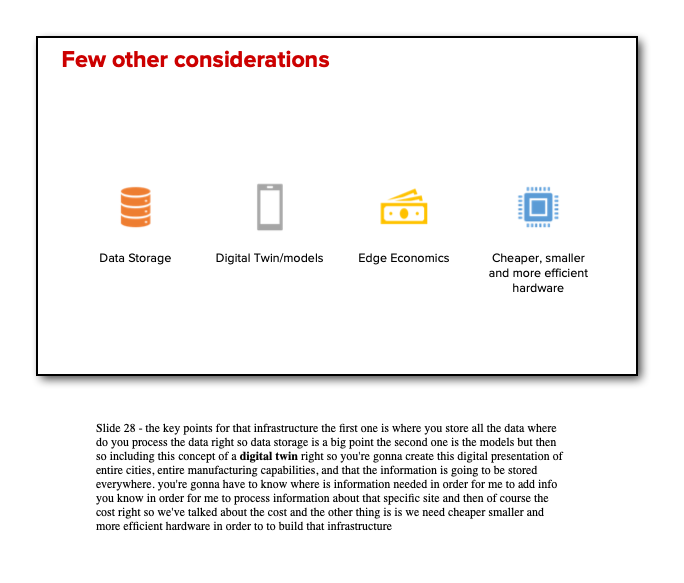 Few other considerations
Data Storage
Digital Twin/models
Edge Economics
Cheaper, smaller
and more efficient
hardware
Slide 28 - the key points for that infrastructure the first one is where you store all the data where
do you process the data right so data storage is a big point the second one is the models but then
so including this concept of a digital twin right so you're gonna create this digital presentation of
entire cities, entire manufacturing capabilities, and that the information is going to be stored
everywhere. you're gonna have to know where is information needed in order for me to add info
you know in order for me to process information about that specific site and then of course the
cost right so we've talked about the cost and the other thing is is we need cheaper smaller and
more efficient hardware in order to to build that infrastructure